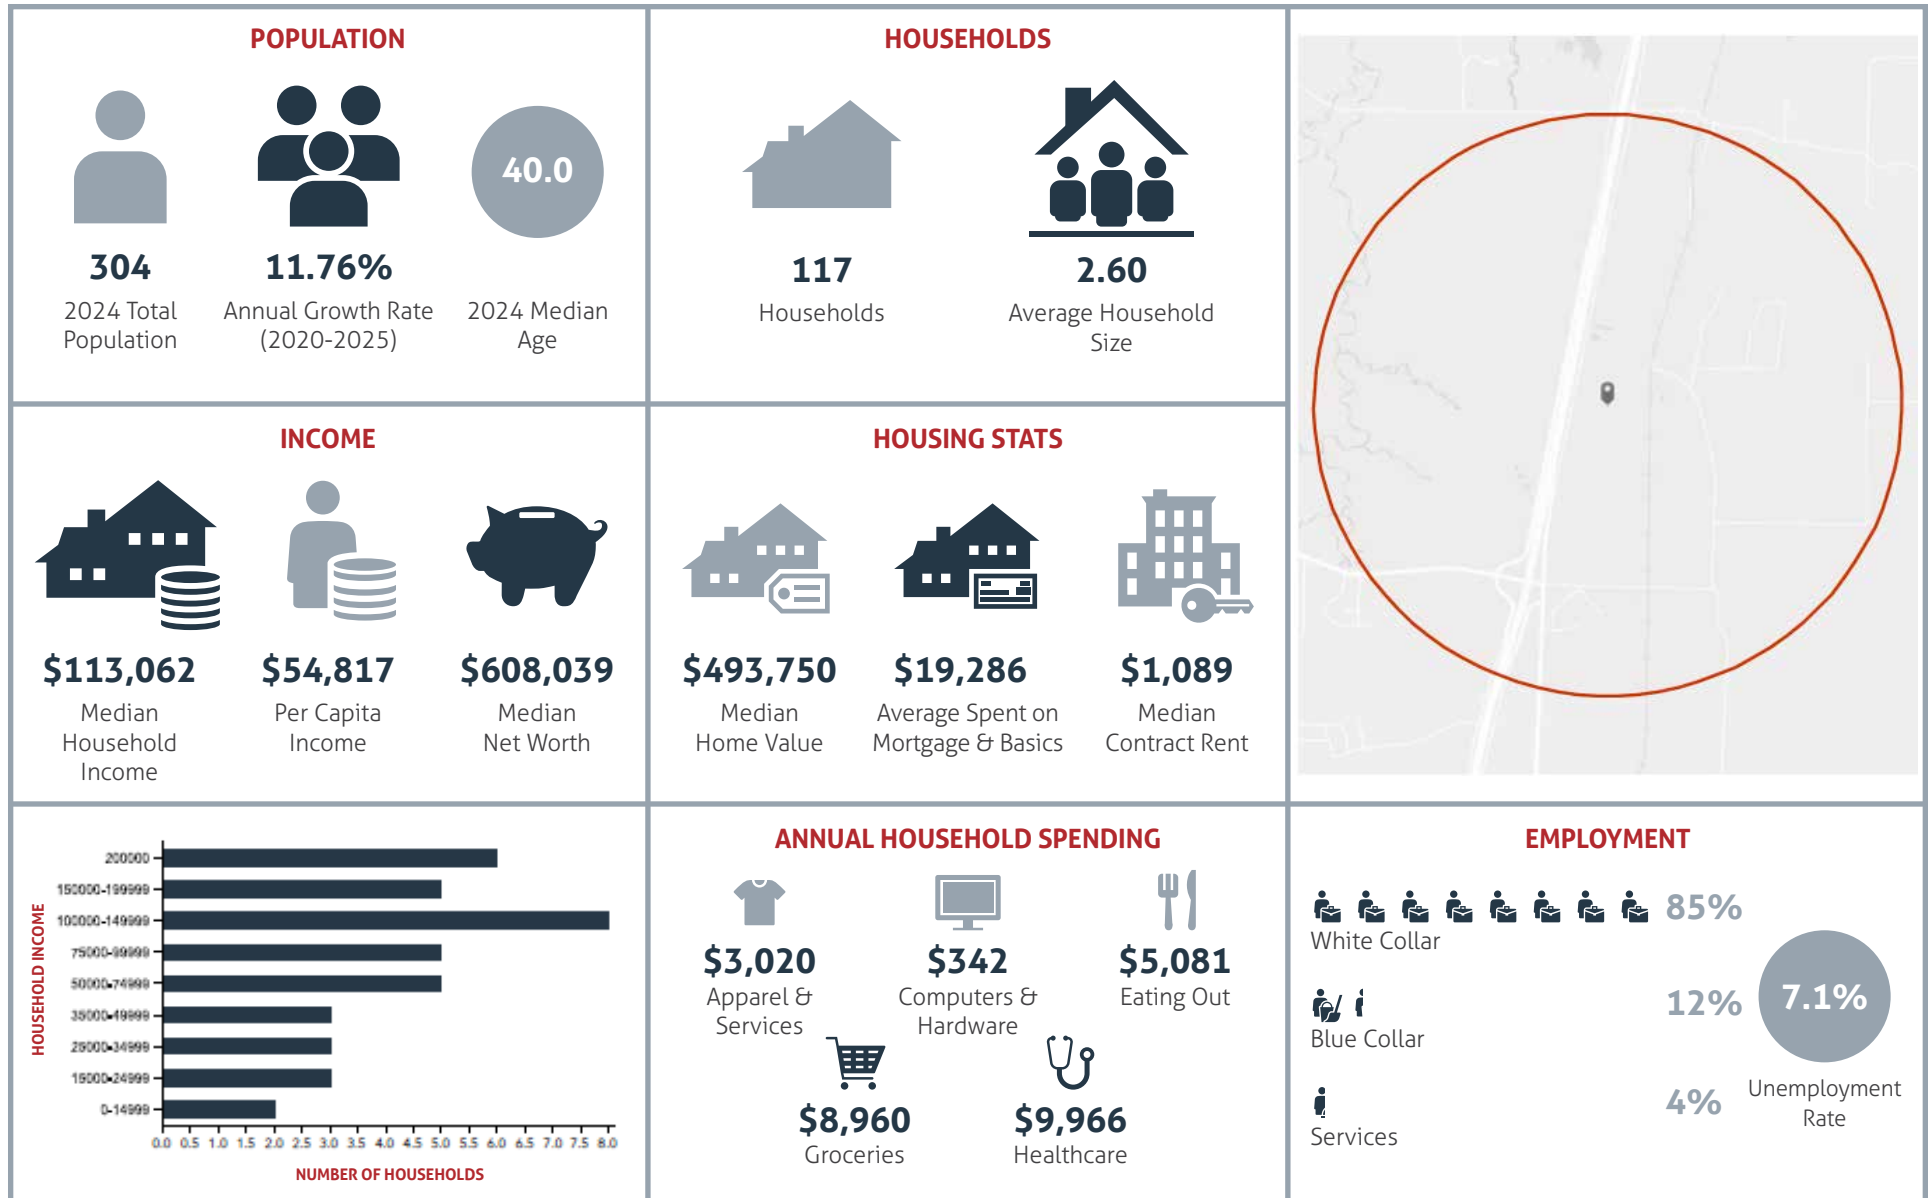 POPULATION
40.0
304
2024 Total
Population
11.76%
Annual Growth Rate
(2020-2025)
2024 Median
Age
HOUSEHOLDS
117
Households
2.60
Average Household
Size
INCOME
$113,062
Median
Household
Income
$54,817
Per Capita
Income
$608,039
Median
Net Worth
HOUSING STATS
$493,750
Median
Home Value
$19,286
Average Spent on
Mortgage & Basics
$1,089
Median
Contract Rent
HOUSEHOLD INCOME
200000
150000-199999
100000-149999
75000-99999
50000-74999
35000-49999
25000-34999
15000-24999
0-14999
0.0 0.5 1.0 1.5 2.0 2.5 3.0 3.5 4.0 4.5 5.0 5.5 6.0 6.5 7.0 7.5 8.0
NUMBER OF HOUSEHOLDS
ANNUAL HOUSEHOLD SPENDING
$3,020
Apparel &
Services
$342
Computers &
Hardware
$5,081
Eating Out
$8,960
Groceries
$9,966
Healthcare
EMPLOYMENT
85%
White Collar
12%
Blue Collar
4%
Services
7.1%
Unemployment
Rate